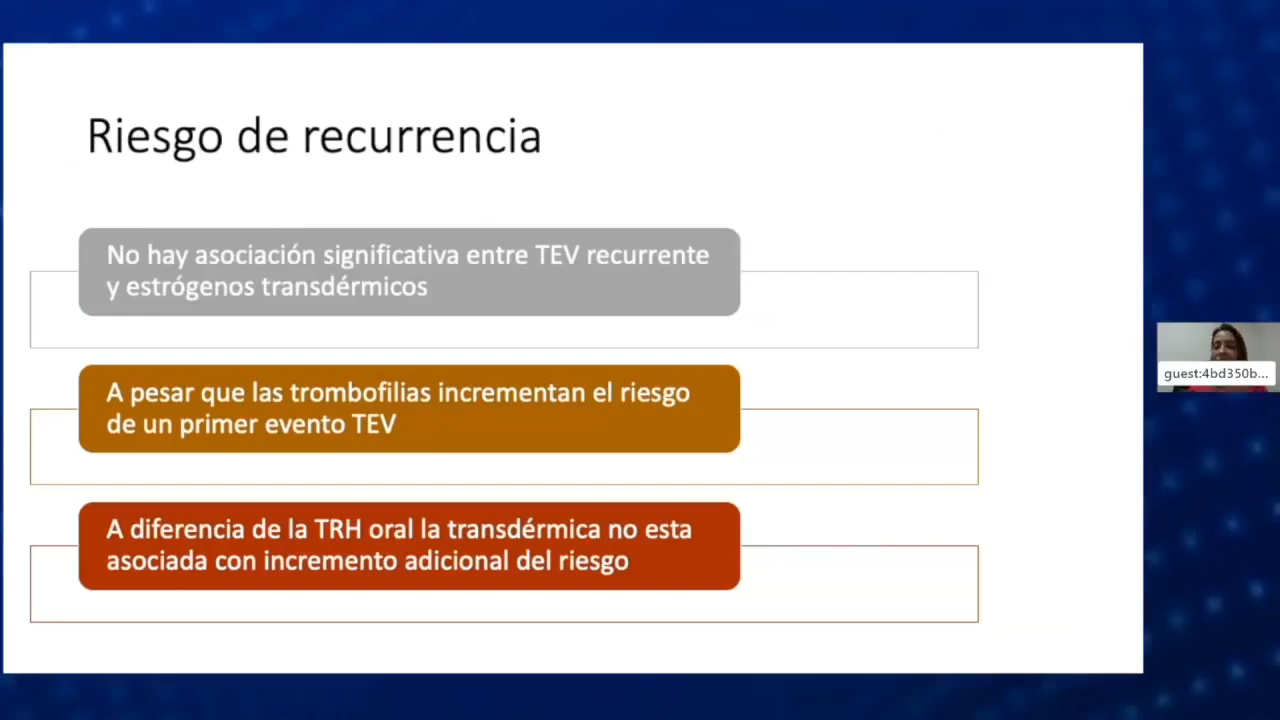 Riesgo de recurrencia
No hay asociación significativa entre TEV recurrente
y estrógenos transdérmicos
A pesar que las trombofilias incrementan el riesgo
de un primer evento TEV
A diferencia de la TRH oral la transdérmica no esta
asociada con incremento adicional del riesgo
guest:4bd350b...